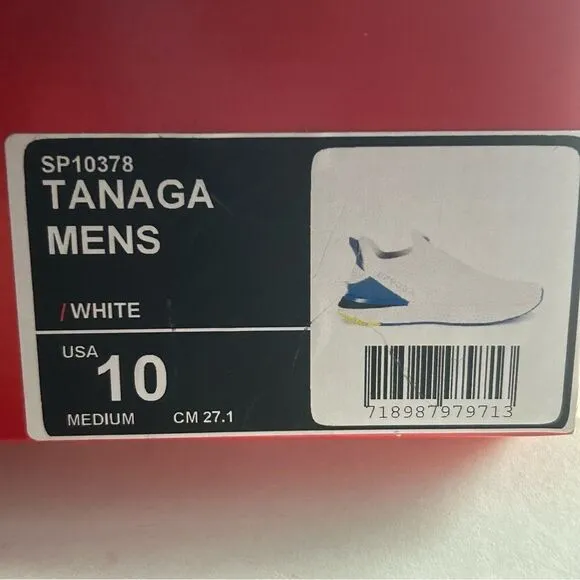 SP10378
TANAGA
MENS
/WHITE
USA
10
MEDIUM CM 27.1
718987979713